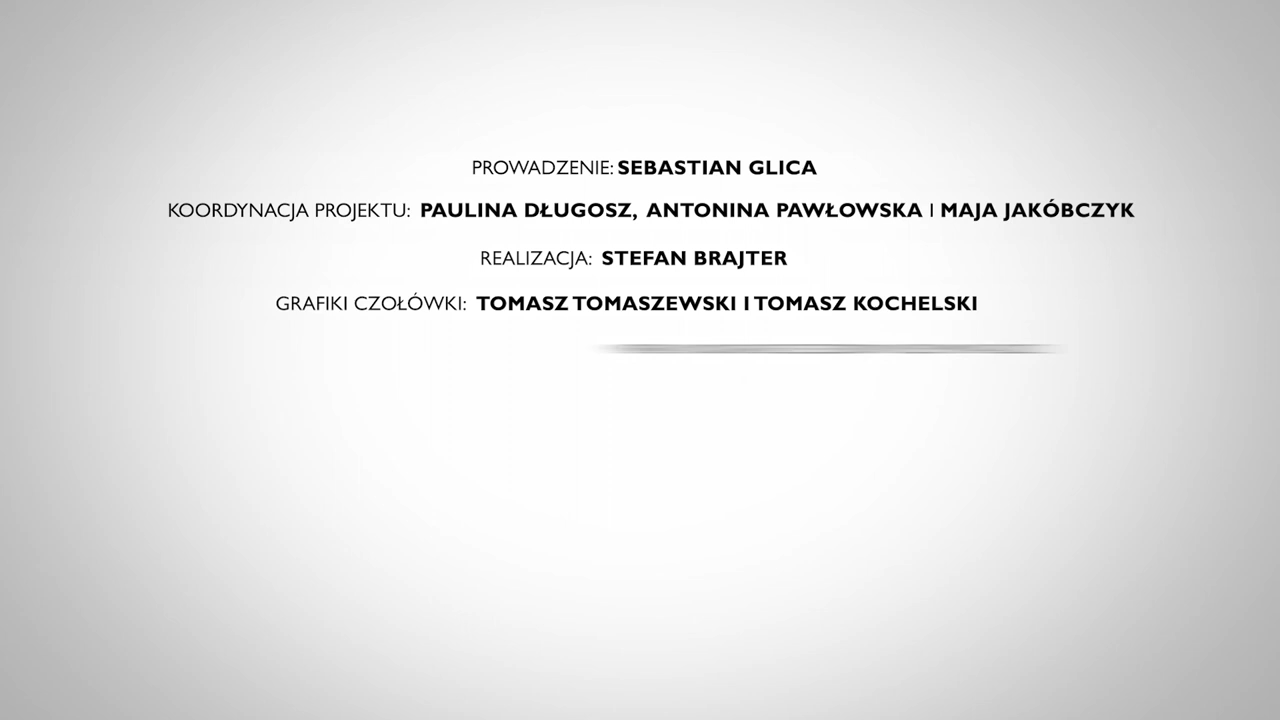 PROWADZENIE: SEBASTIAN GLICA
KOORDYNACJA PROJEKTU: PAULINA DŁUGOSZ, ANTONINA PAWŁOWSKA I MAJA JAKÓBCZYK
REALIZACJA: STEFAN BRAJTER
GRAFIKI CZOŁÓWKI: TOMASZ TOMASZEWSKI I TOMASZ KOCHELSKI